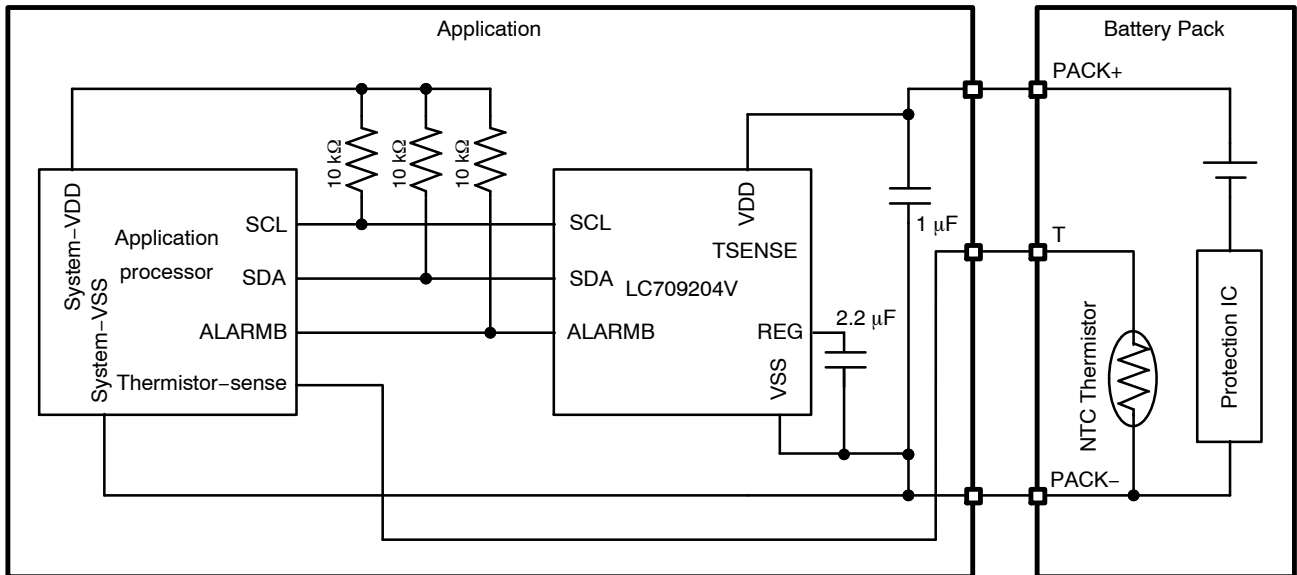 Application
Battery Pack
PACK+
10 kΩ
10 kΩ
10 kΩ
System−VDD
System−VSS
Application
processor
SCL
SDA
ALARMB
Thermistor−sense
SCL
SDA
ALARMB
VDD
TSENSE
LC709204V
REG
VSS
1 μF
2.2 μF
T
NTC Thermistor
Protection IC
PACK−